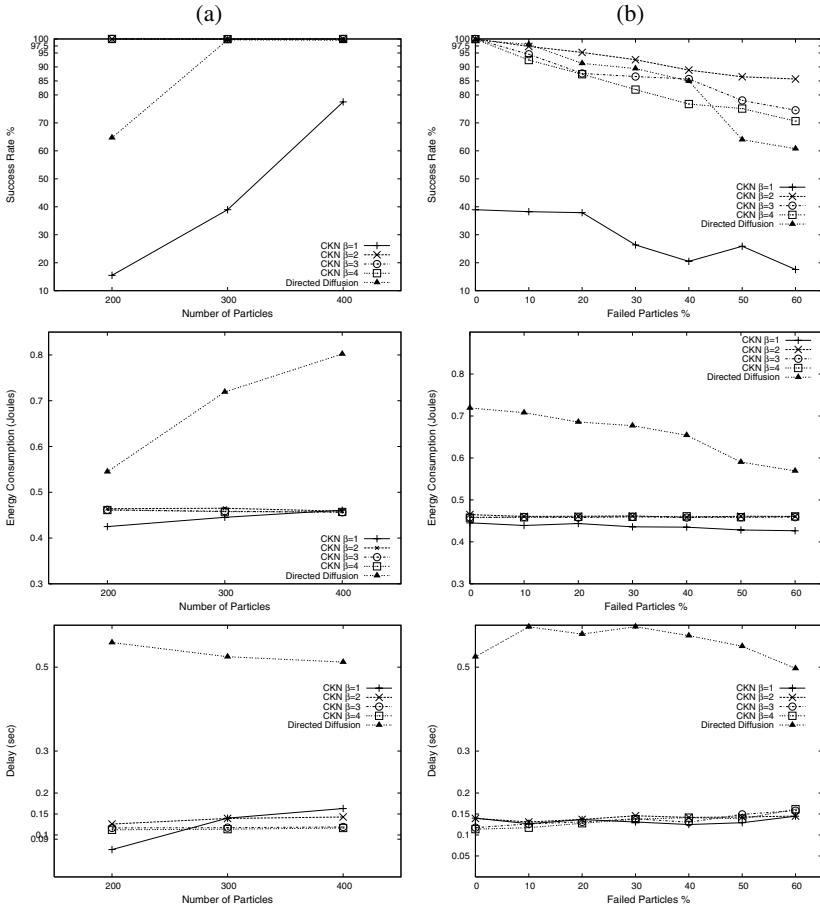 (a)
(b)
100
97.5
95
90
85
80
70
60
50
40
30
20
10
Success Rate %
200
300
400
Number of Particles
CKN β=1
CKN β=2
CKN β=3
CKN β=4
Directed Diffusion
100
97.5
95
90
85
80
70
60
50
40
30
20
10
Success Rate %
0
10
20
30
40
50
60
Failed Particles %
CKN β=1
CKN β=2
CKN β=3
CKN β=4
Directed Diffusion
0.8
0.7
0.6
0.5
0.4
0.3
Energy Consumption (Joules)
200
300
400
Number of Particles
CKN β=1
CKN β=2
CKN β=3
CKN β=4
Directed Diffusion
0.8
0.7
0.6
0.5
0.4
0.3
Energy Consumption (Joules)
0
10
20
30
40
50
60
Failed Particles %
CKN β=1
CKN β=2
CKN β=3
CKN β=4
Directed Diffusion
0.5
0.3
0.2
0.15
0.1
0.09
Delay (sec)
200
300
400
Number of Particles
CKN β=1
CKN β=2
CKN β=3
CKN β=4
Directed Diffusion
0.5
0.3
0.2
0.15
0.1
0.05
Delay (sec)
0
10
20
30
40
50
60
Failed Particles %
CKN β=1
CKN β=2
CKN β=3
CKN β=4
Directed Diffusion